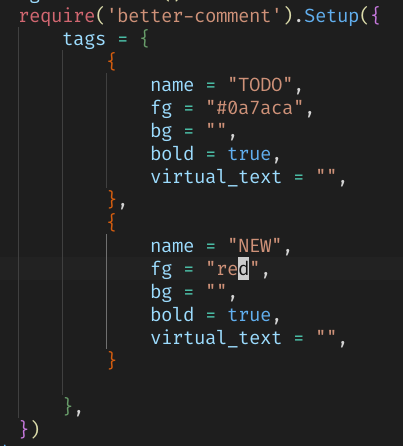 require('better-comment').Setup({
tags = {
{
name = "TODO",
fg = "#0a7aca",
bg = "",
bold = true,
virtual_text = "",
},
{
name = "NEW",
fg = "red",
bg = "",
bold = true,
virtual_text = "",
}
},
})